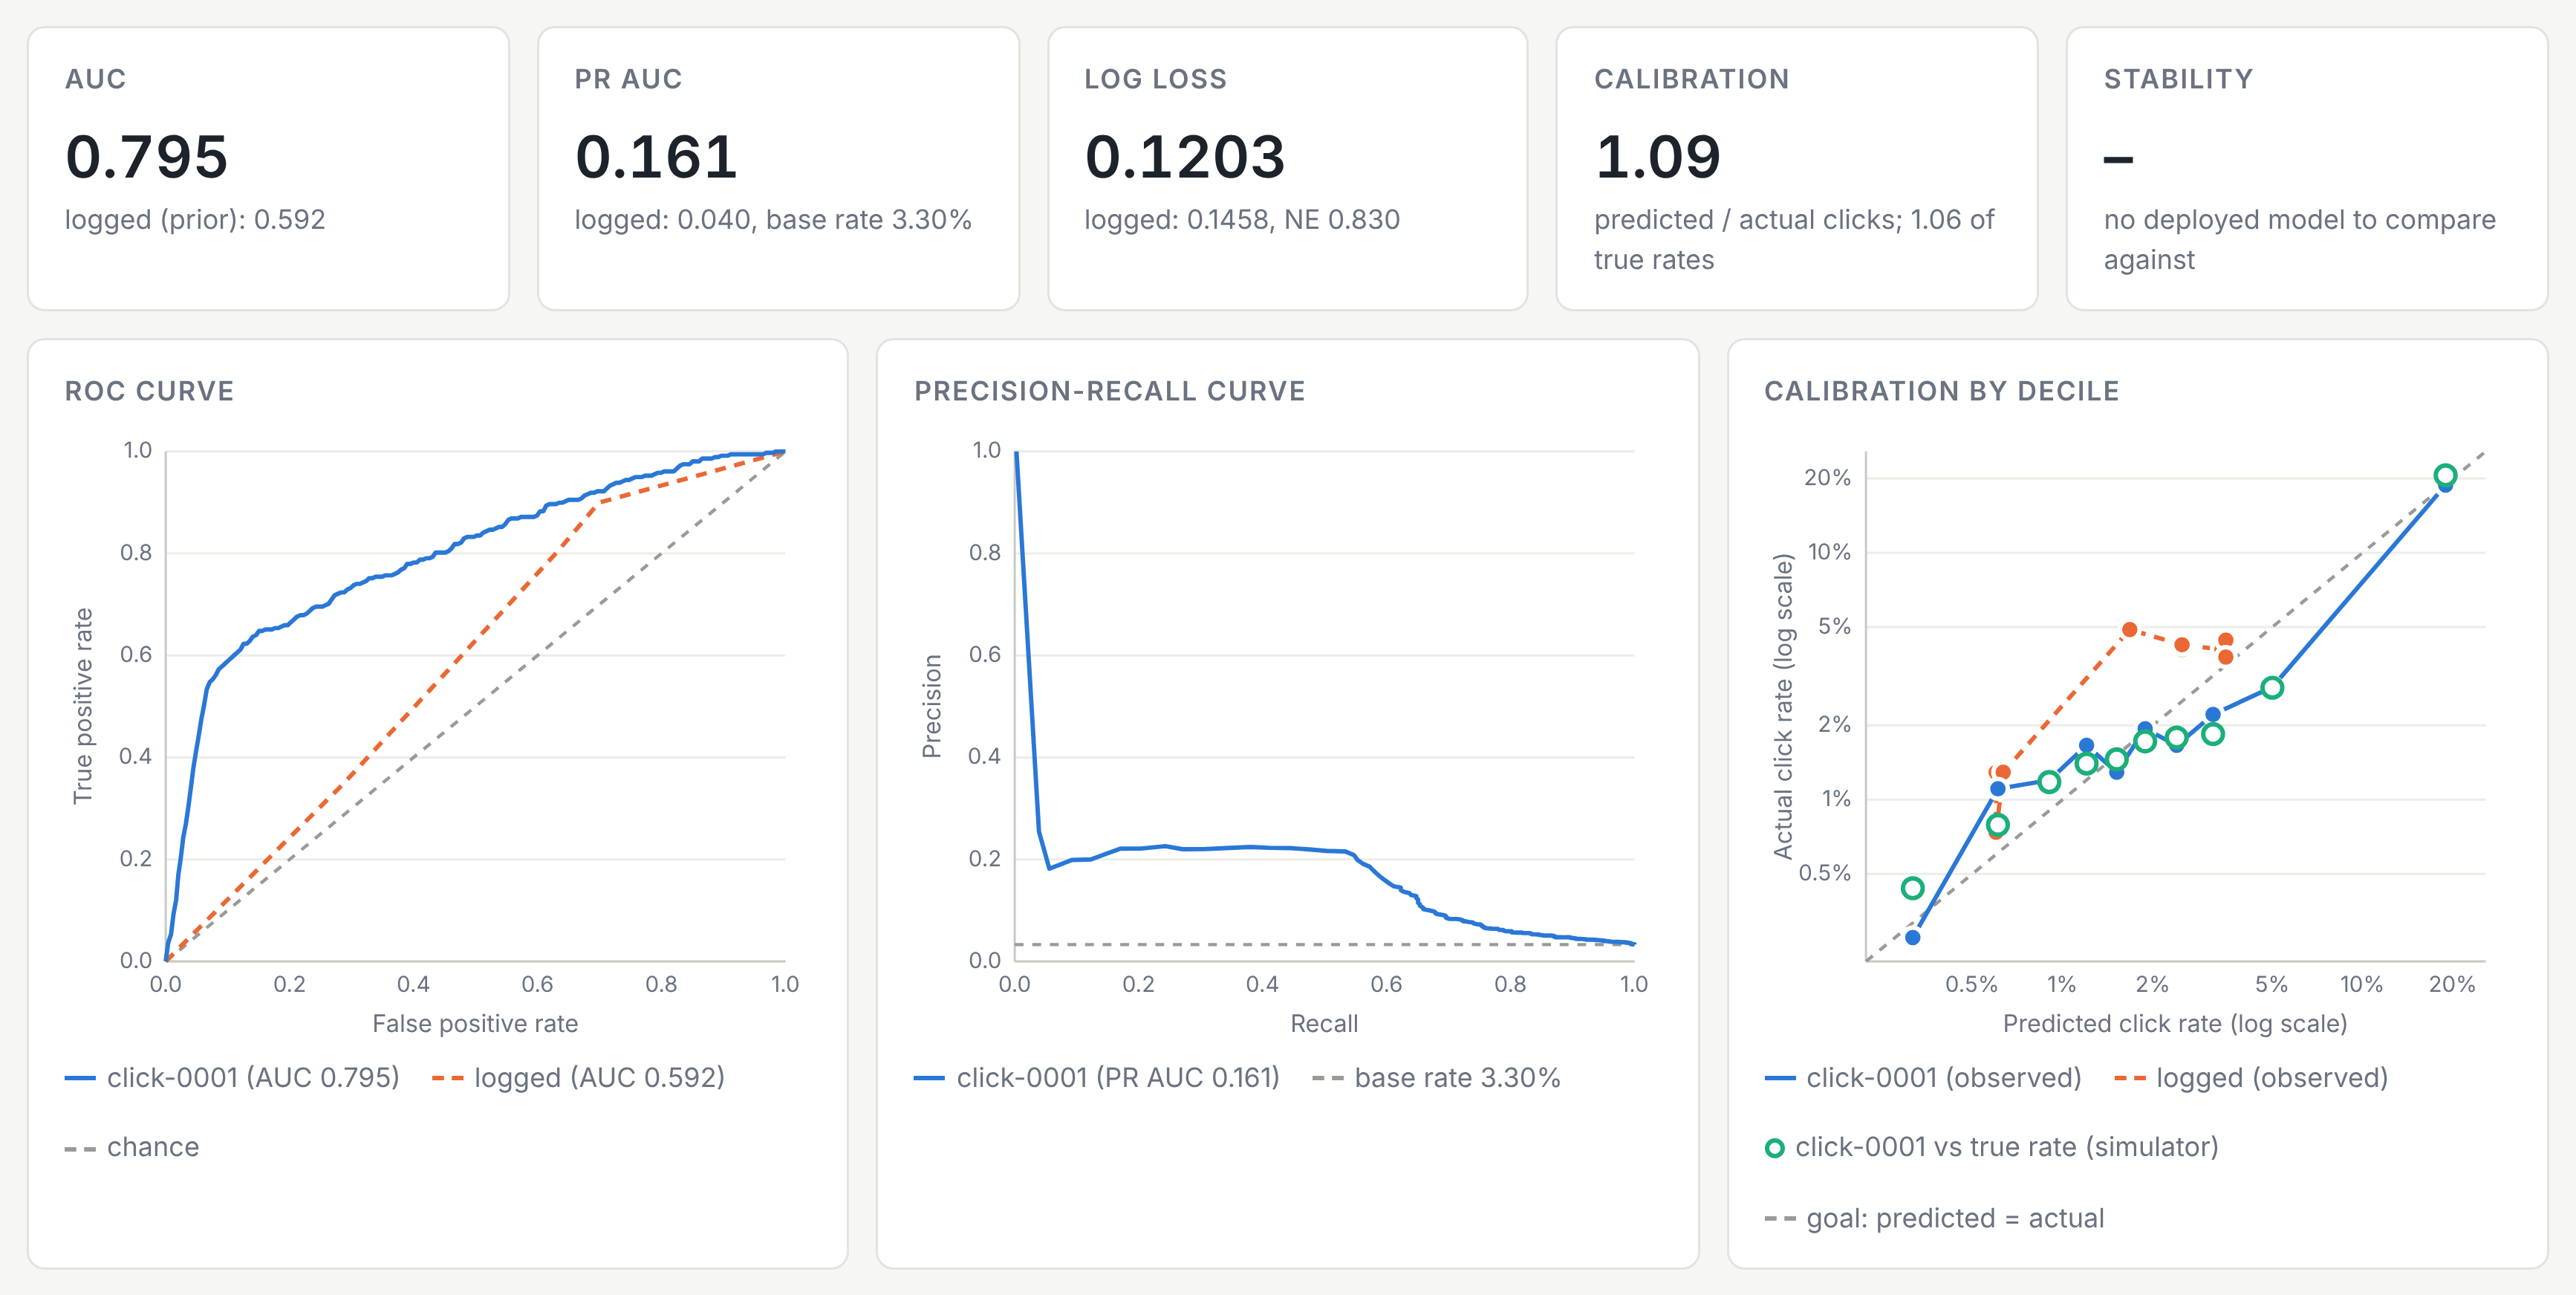 AUC
0.795
logged (prior): 0.592
PR AUC
0.161
logged: 0.040, base rate 3.30%
LOG LOSS
0.1203
logged: 0.1458, NE 0.830
CALIBRATION
1.09
predicted / actual clicks; 1.06 of
true rates
STABILITY
–
no deployed model to compare
against
ROC CURVE
1.0
0.8
0.6
0.4
0.2
0.0
True positive rate
0.0 0.2 0.4 0.6 0.8 1.0
False positive rate
click-0001 (AUC 0.795) logged (AUC 0.592)
chance
PRECISION-RECALL CURVE
1.0
0.8
0.6
0.4
0.2
0.0
Precision
0.0 0.2 0.4 0.6 0.8 1.0
Recall
click-0001 (PR AUC 0.161) base rate 3.30%
CALIBRATION BY DECILE
20%
10%
5%
2%
1%
0.5%
Actual click rate (log scale)
0.5% 1% 2% 5% 10% 20%
Predicted click rate (log scale)
click-0001 (observed) logged (observed)
click-0001 vs true rate (simulator)
goal: predicted = actual